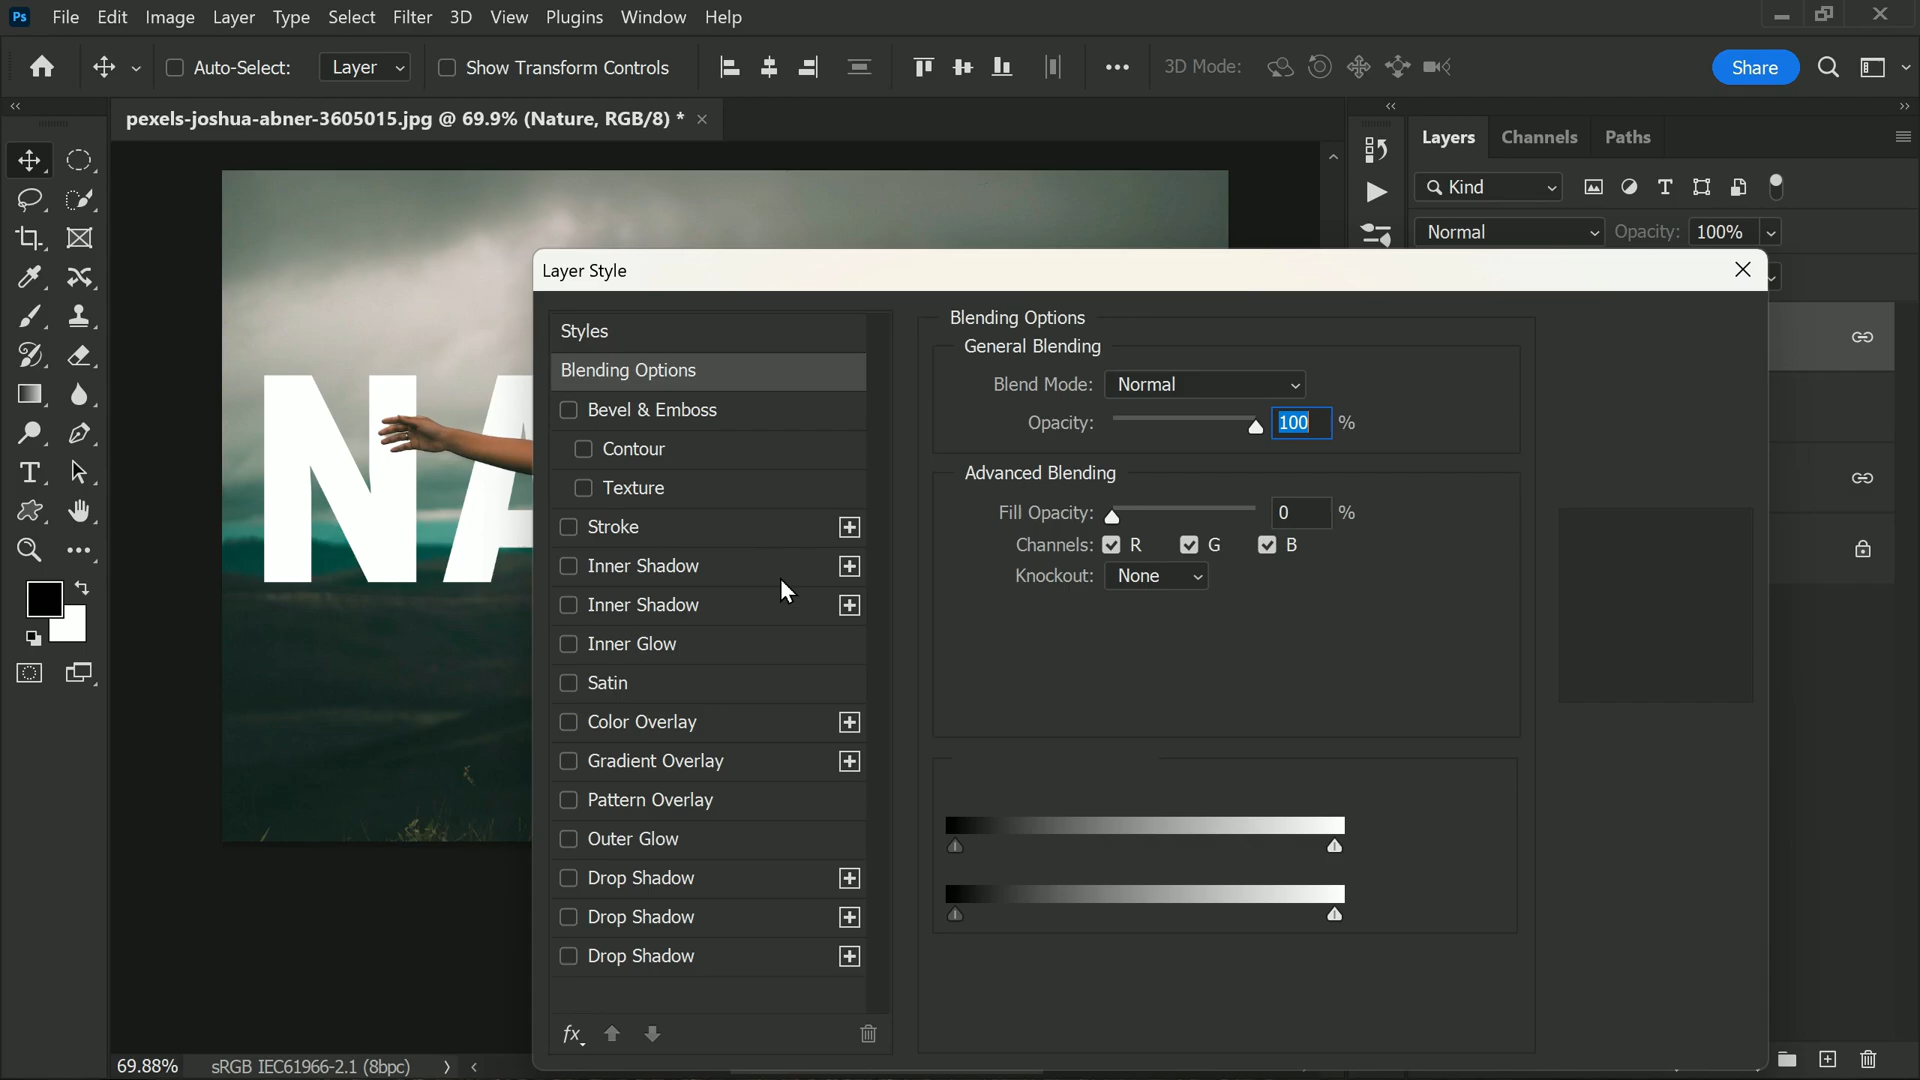 Ps File Edit Image Layer Type Select Filter 3D View Plugins Window Help
Auto-Select: Layer Show Transform Controls 3D Mode: Share
pexels-joshua-abner-3605015.jpg @ 69.9% (Nature, RGB/8) *
Layers Channels Paths
Kind
Normal Opacity: 100%
Layer Style
Styles
Blending Options
Bevel & Emboss
Contour
Texture
Stroke
Inner Shadow
Inner Shadow
Inner Glow
Satin
Color Overlay
Gradient Overlay
Pattern Overlay
Outer Glow
Drop Shadow
Drop Shadow
Drop Shadow
fx
Blending Options
General Blending
Blend Mode: Normal
Opacity: 100 %
Advanced Blending
Fill Opacity: 0 %
Channels: R G B
Knockout: None
NA
69.88% sRGB IEC61966-2.1 (8bpc)